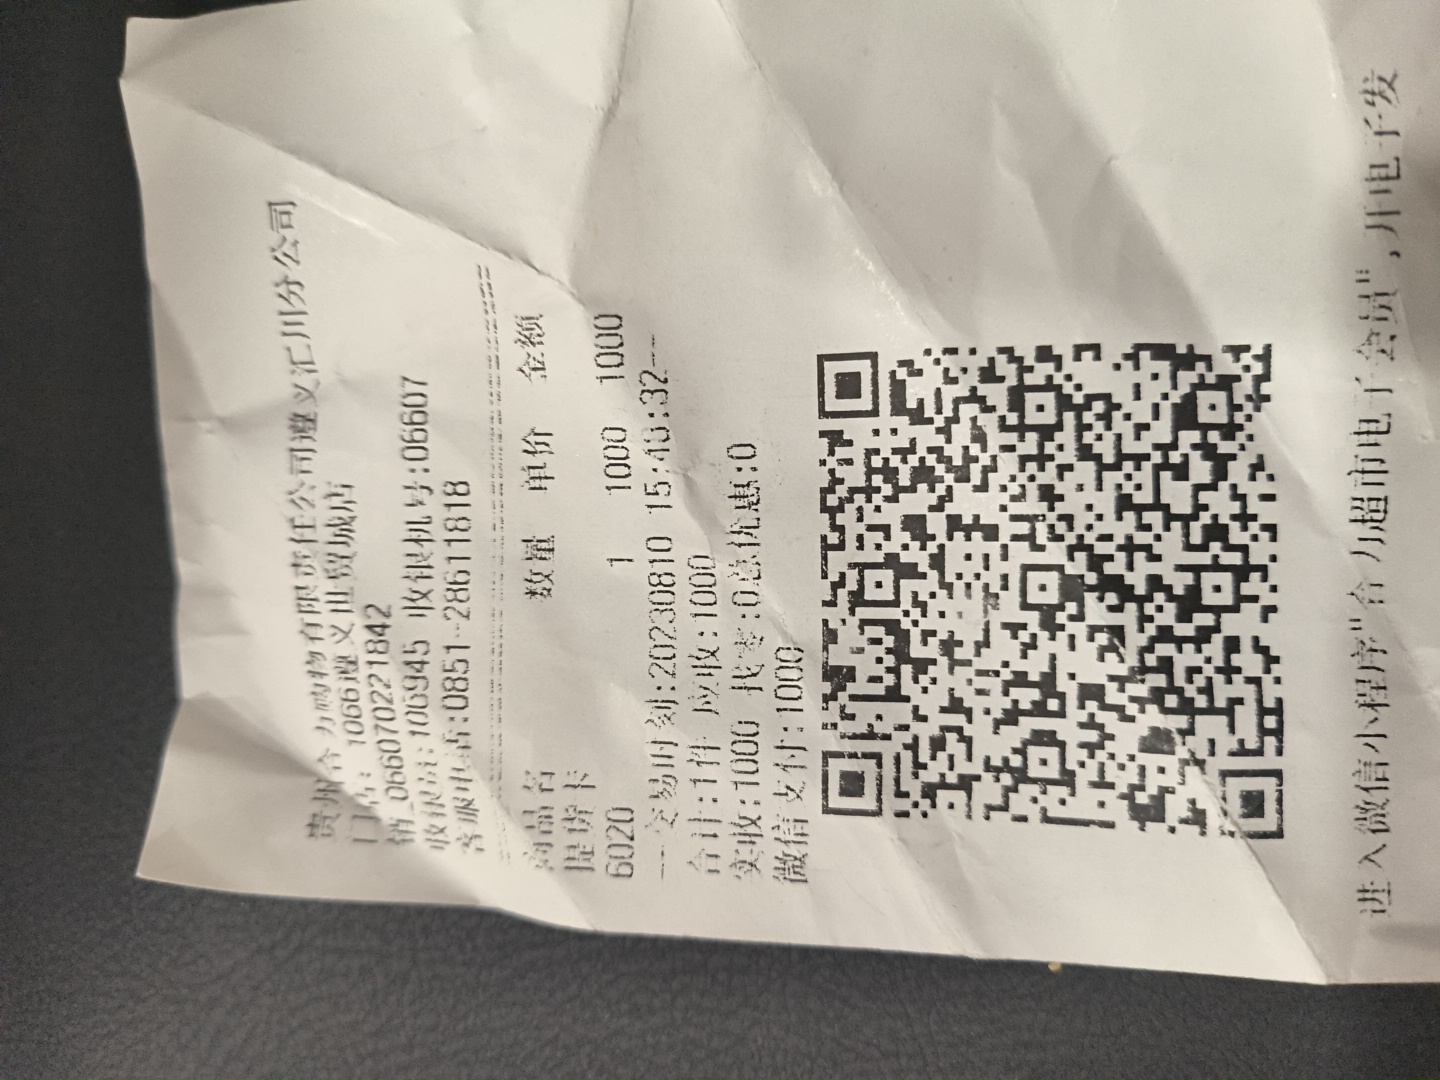 贵州合力购物有限责任公司遵义汇川分公司
门店: 1066遵义世贸城店
销_066070221842
收银员:106945 收银机号:06607
客服电话:0851-28611818
商品名 数量 单价 金额
提货卡
6020 1 1000 1000
---交易时刻:20230810 15:40:32---
合计:1件 应收:1000
实收:1000 找零:0总优惠:0
微信支付:1000
进入微信小程序"合力超市电子会员",开电子发